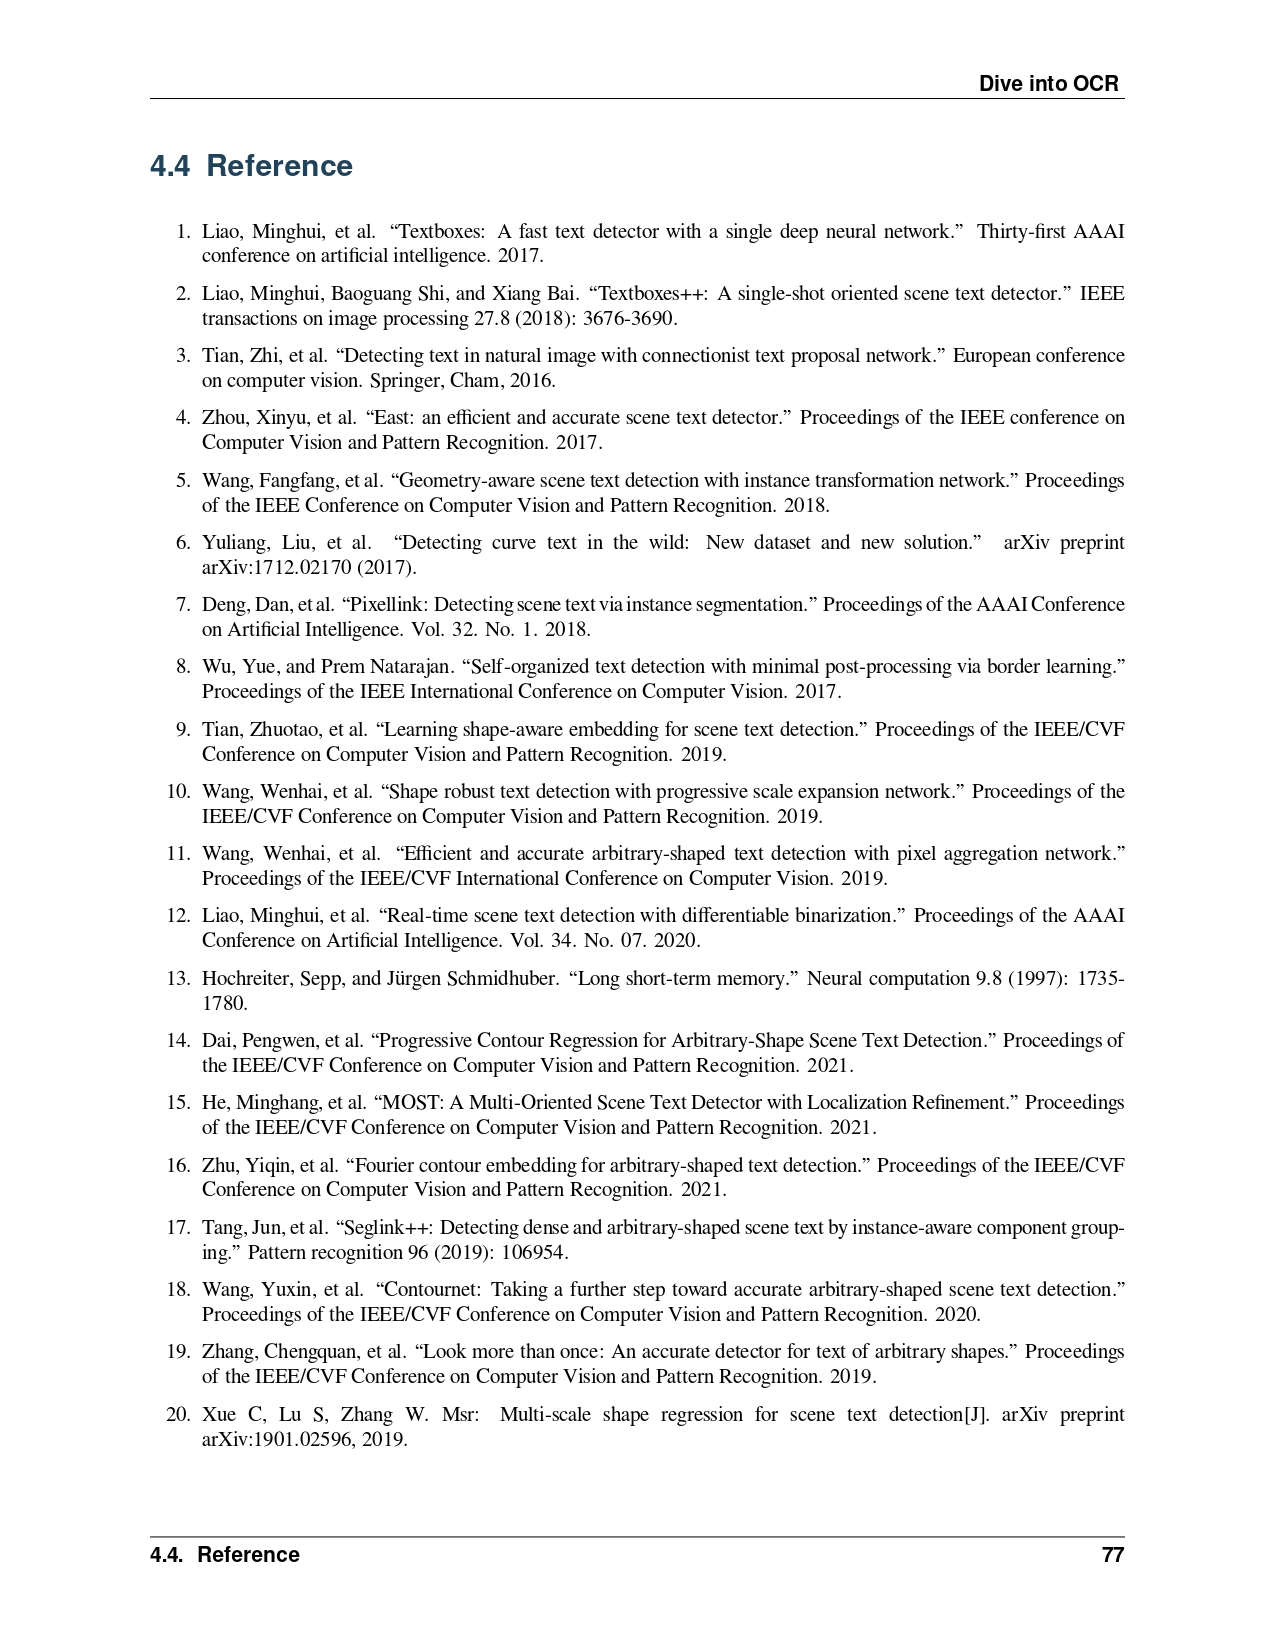 Dive into OCR
4.4 Reference
1. Liao, Minghui, et al. “Textboxes: A fast text detector with a single deep neural network.” Thirty-first AAAI
conference on artificial intelligence. 2017.
2. Liao, Minghui, Baoguang Shi, and Xiang Bai. “Textboxes++: A single-shot oriented scene text detector.” IEEE
transactions on image processing 27.8 (2018): 3676-3690.
3. Tian, Zhi, et al. “Detecting text in natural image with connectionist text proposal network.” European conference
on computer vision. Springer, Cham, 2016.
4. Zhou, Xinyu, et al. “East: an efficient and accurate scene text detector.” Proceedings of the IEEE conference on
Computer Vision and Pattern Recognition. 2017.
5. Wang, Fangfang, et al. “Geometry-aware scene text detection with instance transformation network.” Proceedings
of the IEEE Conference on Computer Vision and Pattern Recognition. 2018.
6. Yuliang, Liu, et al. “Detecting curve text in the wild: New dataset and new solution.” arXiv preprint
arXiv:1712.02170 (2017).
7. Deng, Dan, et al. “Pixellink: Detecting scene text via instance segmentation.” Proceedings of the AAAI Conference
on Artificial Intelligence. Vol. 32. No. 1. 2018.
8. Wu, Yue, and Prem Natarajan. “Self-organized text detection with minimal post-processing via border learning.”
Proceedings of the IEEE International Conference on Computer Vision. 2017.
9. Tian, Zhuotao, et al. “Learning shape-aware embedding for scene text detection.” Proceedings of the IEEE/CVF
Conference on Computer Vision and Pattern Recognition. 2019.
10. Wang, Wenhai, et al. “Shape robust text detection with progressive scale expansion network.” Proceedings of the
IEEE/CVF Conference on Computer Vision and Pattern Recognition. 2019.
11. Wang, Wenhai, et al. “Efficient and accurate arbitrary-shaped text detection with pixel aggregation network.”
Proceedings of the IEEE/CVF International Conference on Computer Vision. 2019.
12. Liao, Minghui, et al. “Real-time scene text detection with differentiable binarization.” Proceedings of the AAAI
Conference on Artificial Intelligence. Vol. 34. No. 07. 2020.
13. Hochreiter, Sepp, and Jürgen Schmidhuber. “Long short-term memory.” Neural computation 9.8 (1997): 1735-
1780.
14. Dai, Pengwen, et al. “Progressive Contour Regression for Arbitrary-Shape Scene Text Detection.” Proceedings of
the IEEE/CVF Conference on Computer Vision and Pattern Recognition. 2021.
15. He, Minghang, et al. “MOST: A Multi-Oriented Scene Text Detector with Localization Refinement.” Proceedings
of the IEEE/CVF Conference on Computer Vision and Pattern Recognition. 2021.
16. Zhu, Yiqin, et al. “Fourier contour embedding for arbitrary-shaped text detection.” Proceedings of the IEEE/CVF
Conference on Computer Vision and Pattern Recognition. 2021.
17. Tang, Jun, et al. “Seglink++: Detecting dense and arbitrary-shaped scene text by instance-aware component group-
ing.” Pattern recognition 96 (2019): 106954.
18. Wang, Yuxin, et al. “Contournet: Taking a further step toward accurate arbitrary-shaped scene text detection.”
Proceedings of the IEEE/CVF Conference on Computer Vision and Pattern Recognition. 2020.
19. Zhang, Chengquan, et al. “Look more than once: An accurate detector for text of arbitrary shapes.” Proceedings
of the IEEE/CVF Conference on Computer Vision and Pattern Recognition. 2019.
20. Xue C, Lu S, Zhang W. Msr: Multi-scale shape regression for scene text detection[J]. arXiv preprint
arXiv:1901.02596, 2019.
4.4. Reference 77